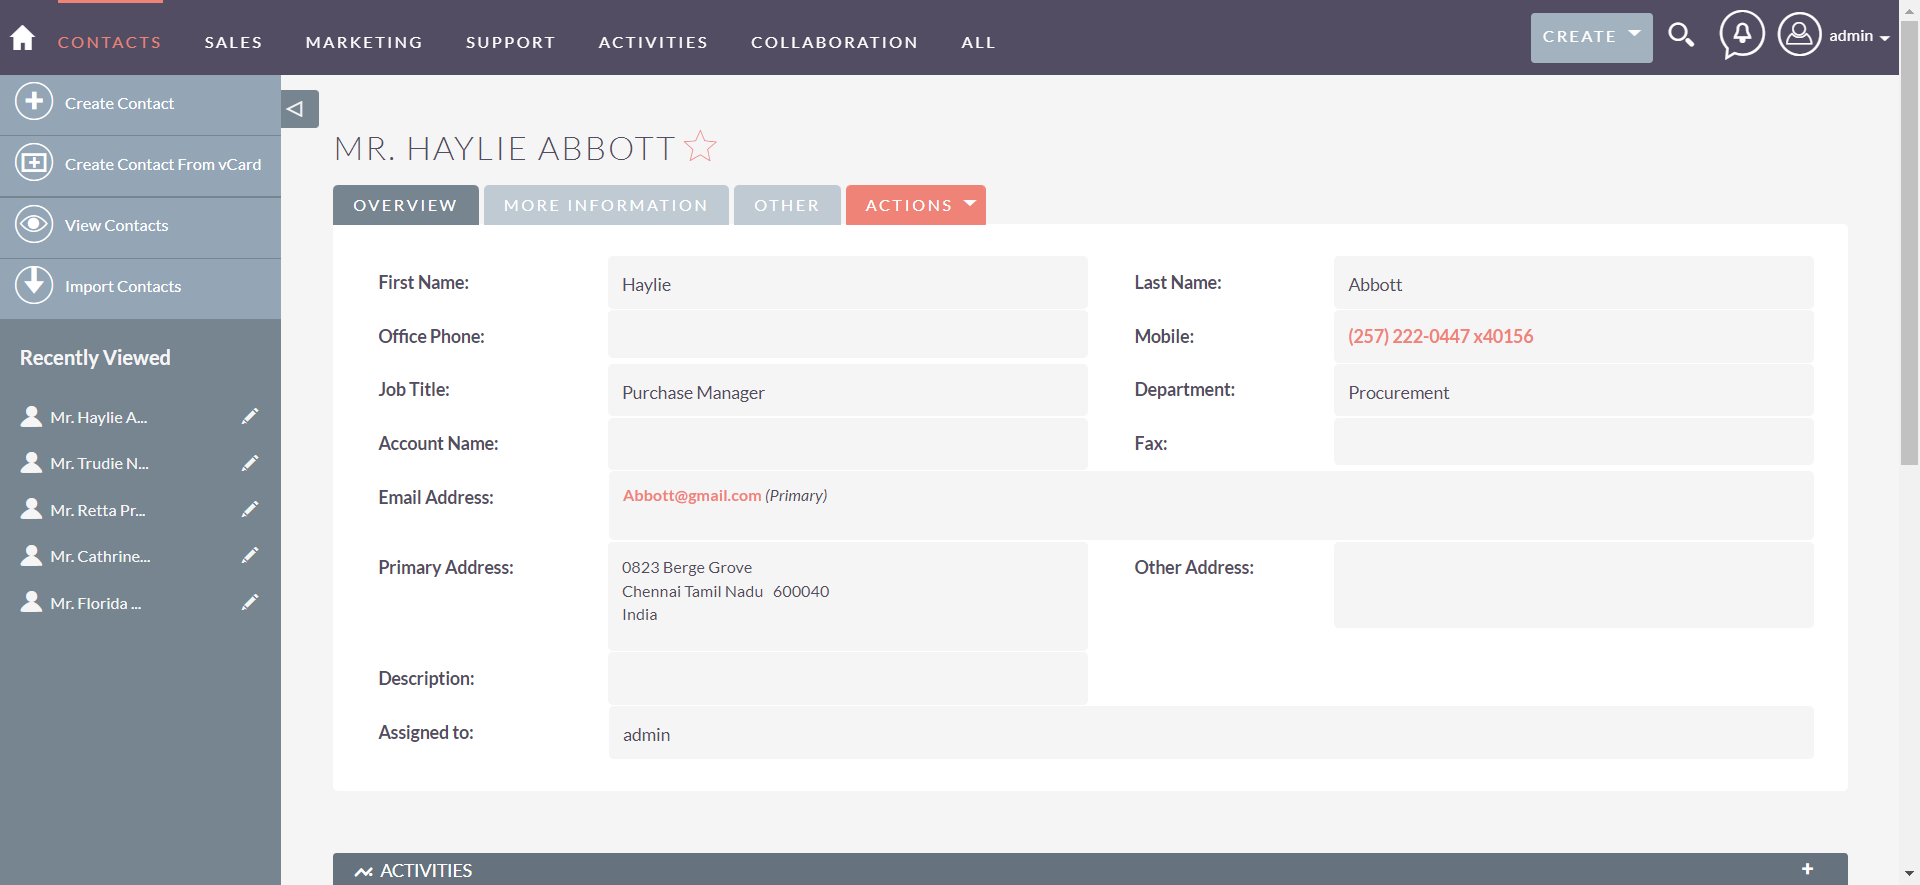 CONTACTS SALES MARKETING SUPPORT ACTIVITIES COLLABORATION ALL CREATE admin
Create Contact
Create Contact From vCard
View Contacts
Import Contacts
Recently Viewed
Mr. Haylie A...
Mr. Trudie N...
Mr. Retta Pr...
Mr. Cathrine...
Mr. Florida ...
MR. HAYLIE ABBOTT
OVERVIEW MORE INFORMATION OTHER ACTIONS
First Name: Haylie Last Name: Abbott
Office Phone: Mobile: (257) 222-0447 x40156
Job Title: Purchase Manager Department: Procurement
Account Name: Fax:
Email Address: Abbott@gmail.com (Primary)
Primary Address: 0823 Berge Grove Other Address:
Chennai Tamil Nadu 600040
India
Description:
Assigned to: admin
ACTIVITIES